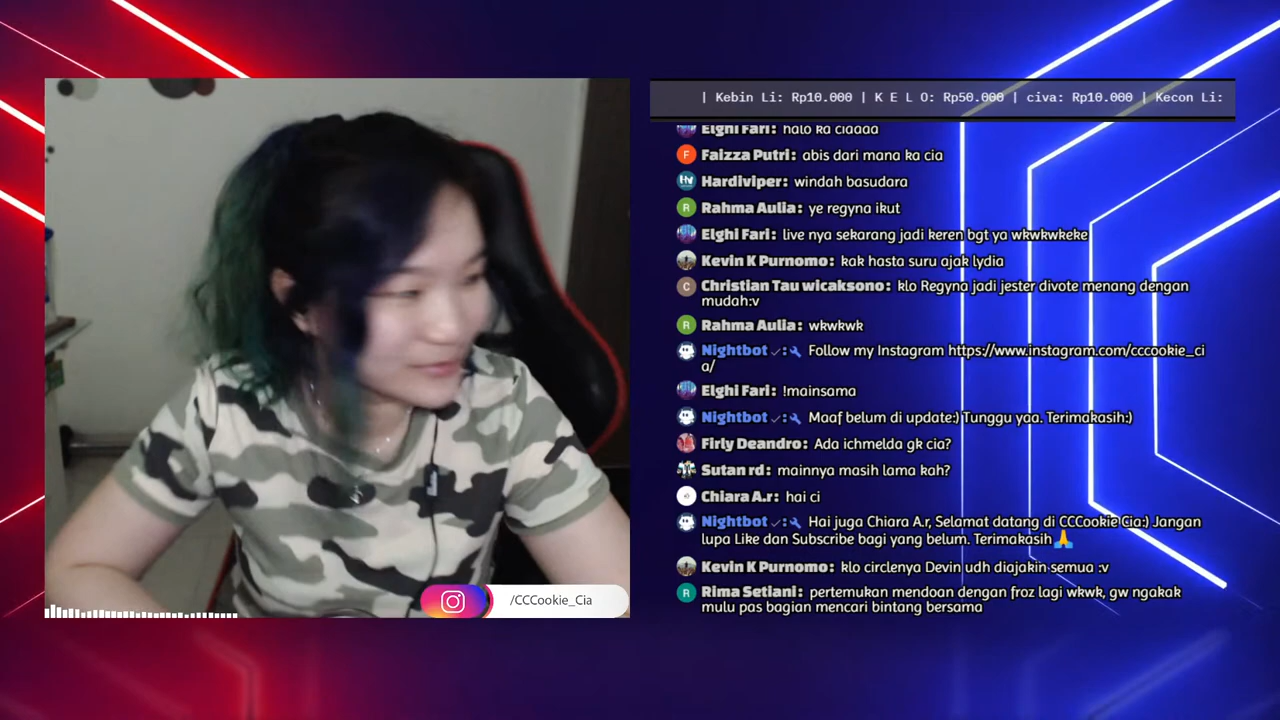 | Kebin Li: Rp10.000 | K E L O: Rp50.000 | civa: Rp10.000 | Kecon Li:
Elghi Fari: halo ka ciaaaa
F Faizza Putri: abis dari mana ka cia
Hardiviper: windah basudara
R Rahma Aulia: ye regyna ikut
Elghi Fari: live nya sekarang jadi keren bgt ya wkwkwkeke
Kevin K Purnomo: kak hasta suru ajak lydia
C Christian Tau wicaksono: klo Regyna jadi jester divote menang dengan
mudah:v
R Rahma Aulia: wkwkwk
Nightbot: Follow my Instagram https://www.instagram.com/cccookie_ci
a/
Elghi Fari: !mainsama
Nightbot: Maaf belum di update:) Tunggu yaa. Terimakasih:)
Firly Deandro: Ada ichmelda gk cia?
Sutan rd: mainnya masih lama kah?
Chiara A.r: hai ci
Nightbot: Hai juga Chiara A.r, Selamat datang di CCCookie Cia:) Jangan
lupa Like dan Subscribe bagi yang belum. Terimakasih 🙏
Kevin K Purnomo: klo circlenya Devin udh diajakin semua :v
R Rima Setiani: pertemukan mendoan dengan froz lagi wkwk, gw ngakak
mulu pas bagian mencari bintang bersama
/CCCookie_Cia